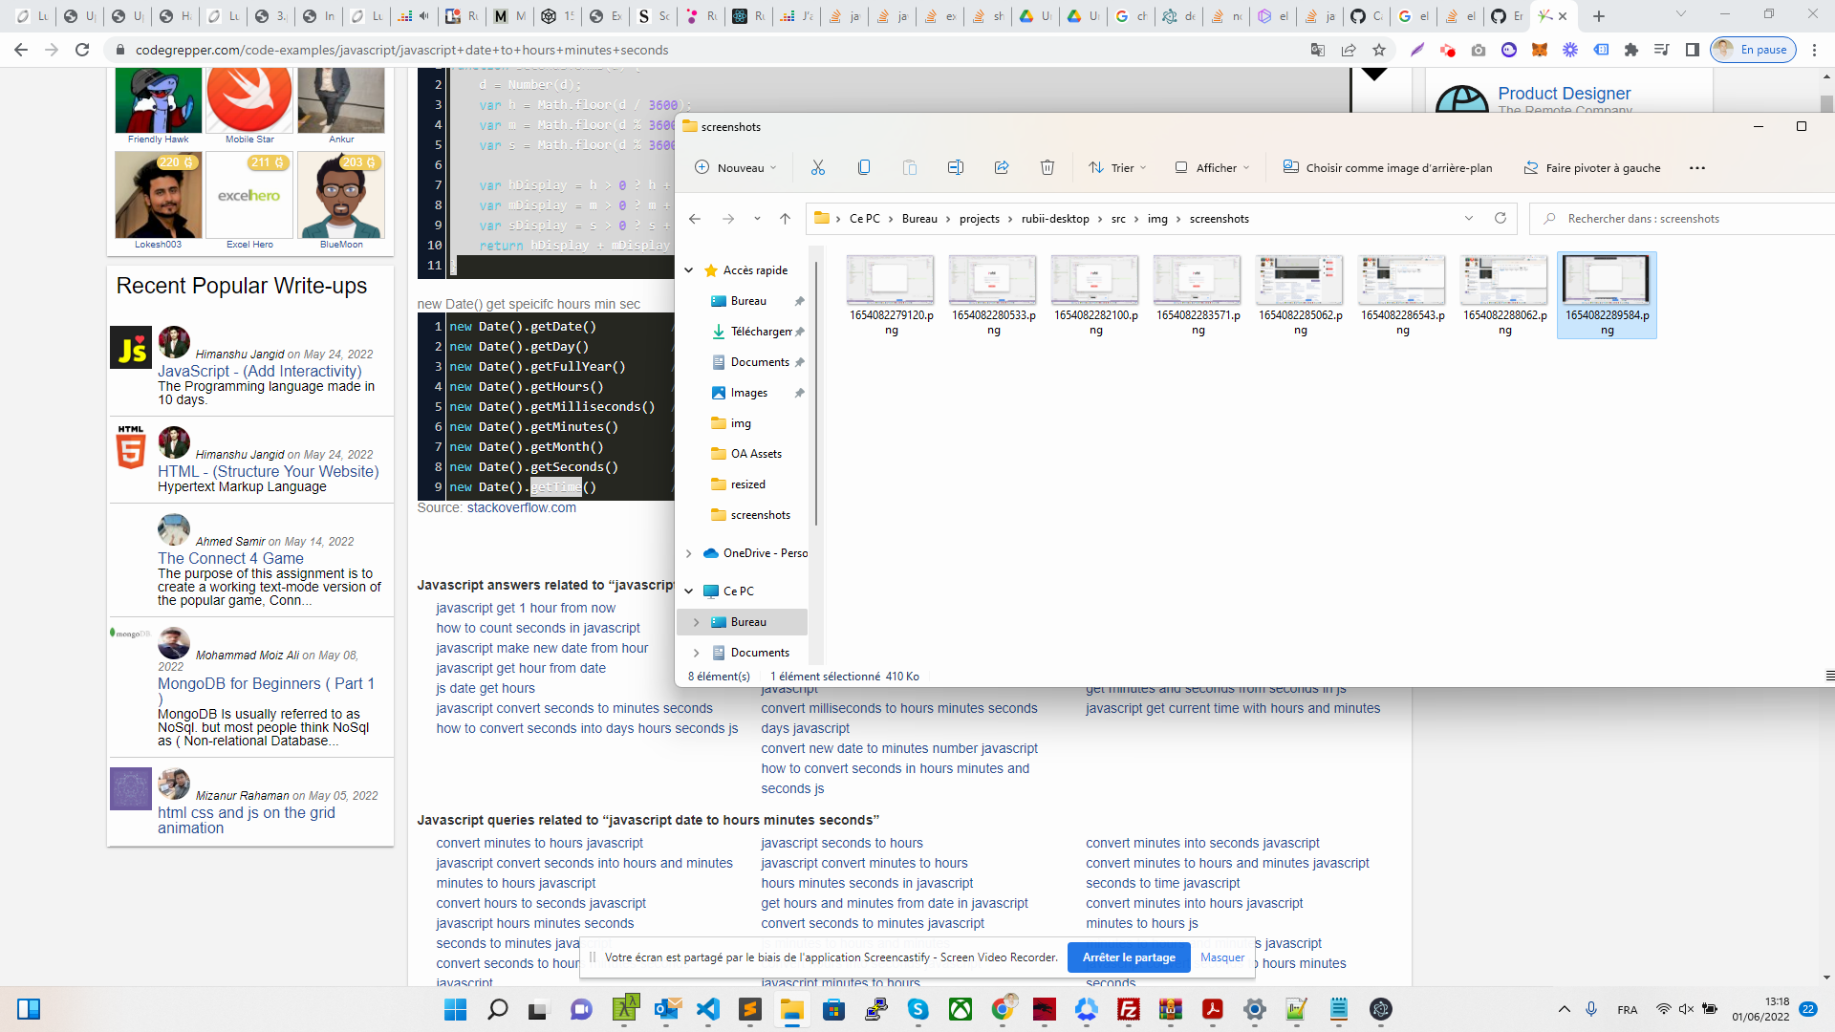 codegrepper.com/code-examples/javascript/javascript+date+to+hours+minutes+seconds
En pause
Friendly Hawk
Mobile Star
Ankur
220
211
203
excelhero
Lokesh003
Excel Hero
BlueMoon
Recent Popular Write-ups
JS
Himanshu Jangid on May 24, 2022
JavaScript - (Add Interactivity)
The Programming language made in
10 days.
HTML
5
Himanshu Jangid on May 24, 2022
HTML - (Structure Your Website)
Hypertext Markup Language
Ahmed Samir on May 14, 2022
The Connect 4 Game
The purpose of this assignment is to
create a working text-mode version of
the popular game, Conn...
mongoDB
Mohammad Moiz Ali on May 08,
2022
MongoDB for Beginners ( Part 1
)
MongoDB Is usually referred to as
NoSql. but most people think NoSql
as ( Non-relational Database...
Mizanur Rahaman on May 05, 2022
html css and js on the grid
animation
2 d = Number(d);
3 var h = Math.floor(d / 3600);
4 var m = Math.floor(d % 3600
5 var s = Math.floor(d % 3600
6
7 var hDisplay = h > 0 ? h +
8 var mDisplay = m > 0 ? m +
9 var sDisplay = s > 0 ? s +
10 return hDisplay + mDisplay
11 }
new Date() get speicifc hours min sec
1 new Date().getDate()
2 new Date().getDay()
3 new Date().getFullYear()
4 new Date().getHours()
5 new Date().getMilliseconds()
6 new Date().getMinutes()
7 new Date().getMonth()
8 new Date().getSeconds()
9 new Date().getTime()
Source: stackoverflow.com
Product Designer
The Remote Company
screenshots
Nouveau
Trier
Afficher
Choisir comme image d'arrière-plan
Faire pivoter à gauche
Ce PC > Bureau > projects > rubii-desktop > src > img > screenshots
Rechercher dans : screenshots
Accès rapide
Bureau
Téléchargem
Documents
Images
img
OA Assets
resized
screenshots
OneDrive - Perso
Ce PC
Bureau
Documents
1654082279120.png
1654082280533.png
1654082282100.png
1654082283571.png
1654082285062.png
1654082286543.png
1654082288062.png
1654082289584.png
8 élément(s)
1 élément sélectionné 410 Ko
Javascript answers related to “javascript
javascript get 1 hour from now
how to count seconds in javascript
javascript make new date from hour
javascript get hour from date
js date get hours
javascript convert seconds to minutes seconds
how to convert seconds into days hours seconds js
javascript
convert milliseconds to hours minutes seconds
days javascript
convert new date to minutes number javascript
how to convert seconds in hours minutes and
seconds js
get minutes and seconds from seconds in js
javascript get current time with hours and minutes
Javascript queries related to “javascript date to hours minutes seconds”
convert minutes to hours javascript
javascript convert seconds into hours and minutes
minutes to hours javascript
convert hours to seconds javascript
javascript hours minutes seconds
seconds to minutes java
convert seconds to hour
javascript
javascript seconds to hours
javascript convert minutes to hours
hours minutes seconds in javascript
get hours and minutes from date in javascript
convert seconds to minutes javascript
javascript minutes to hours
convert minutes into seconds javascript
convert minutes to hours and minutes javascript
seconds to time javascript
convert minutes into hours javascript
minutes to hours js
minutes javascript
to hours minutes
seconds
Votre écran est partagé par le biais de l'application Screencastify - Screen Video Recorder.
Arrêter le partage
Masquer
FRA
13:18
01/06/2022
22